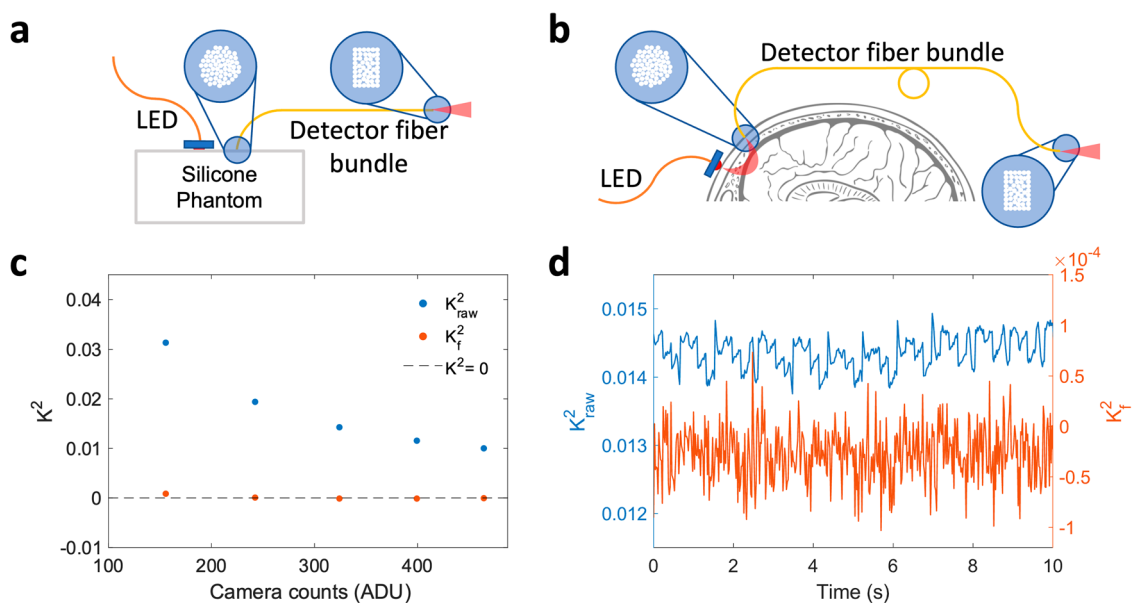 a
LED
Detector fiber
bundle
Silicone
Phantom
b
Detector fiber bundle
LED
c
K²
0.04
0.03
0.02
0.01
0
-0.01
100
200
300
400
Camera counts (ADU)
K²raw
K²f
K²= 0
d
×10⁻⁴
K²raw
0.015
0.014
0.013
0.012
1.5
1
0.5
0
-0.5
-1
K²f
0
2
4
6
8
10
Time (s)